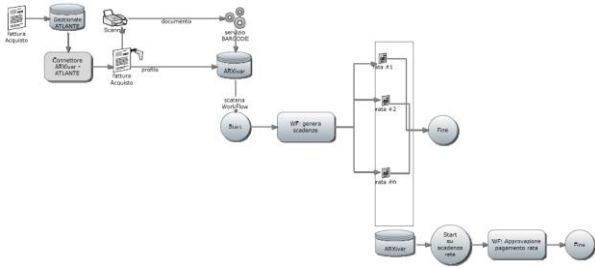 fattura
Acquisto
Gestionale
ATLANTE
Scanner
documento
servizio
BARCODE
Connettore
ARXivar -
ATLANTE
fattura
Acquisto
profilo
ARXivar
scatena
Workflow
Start
WF: genera
scadenze
rata #1
rata #2
rata #n
Fine
ARXivar
Start
su
scadenza
rata
WF: Approvazione
pagamento rata
Fine